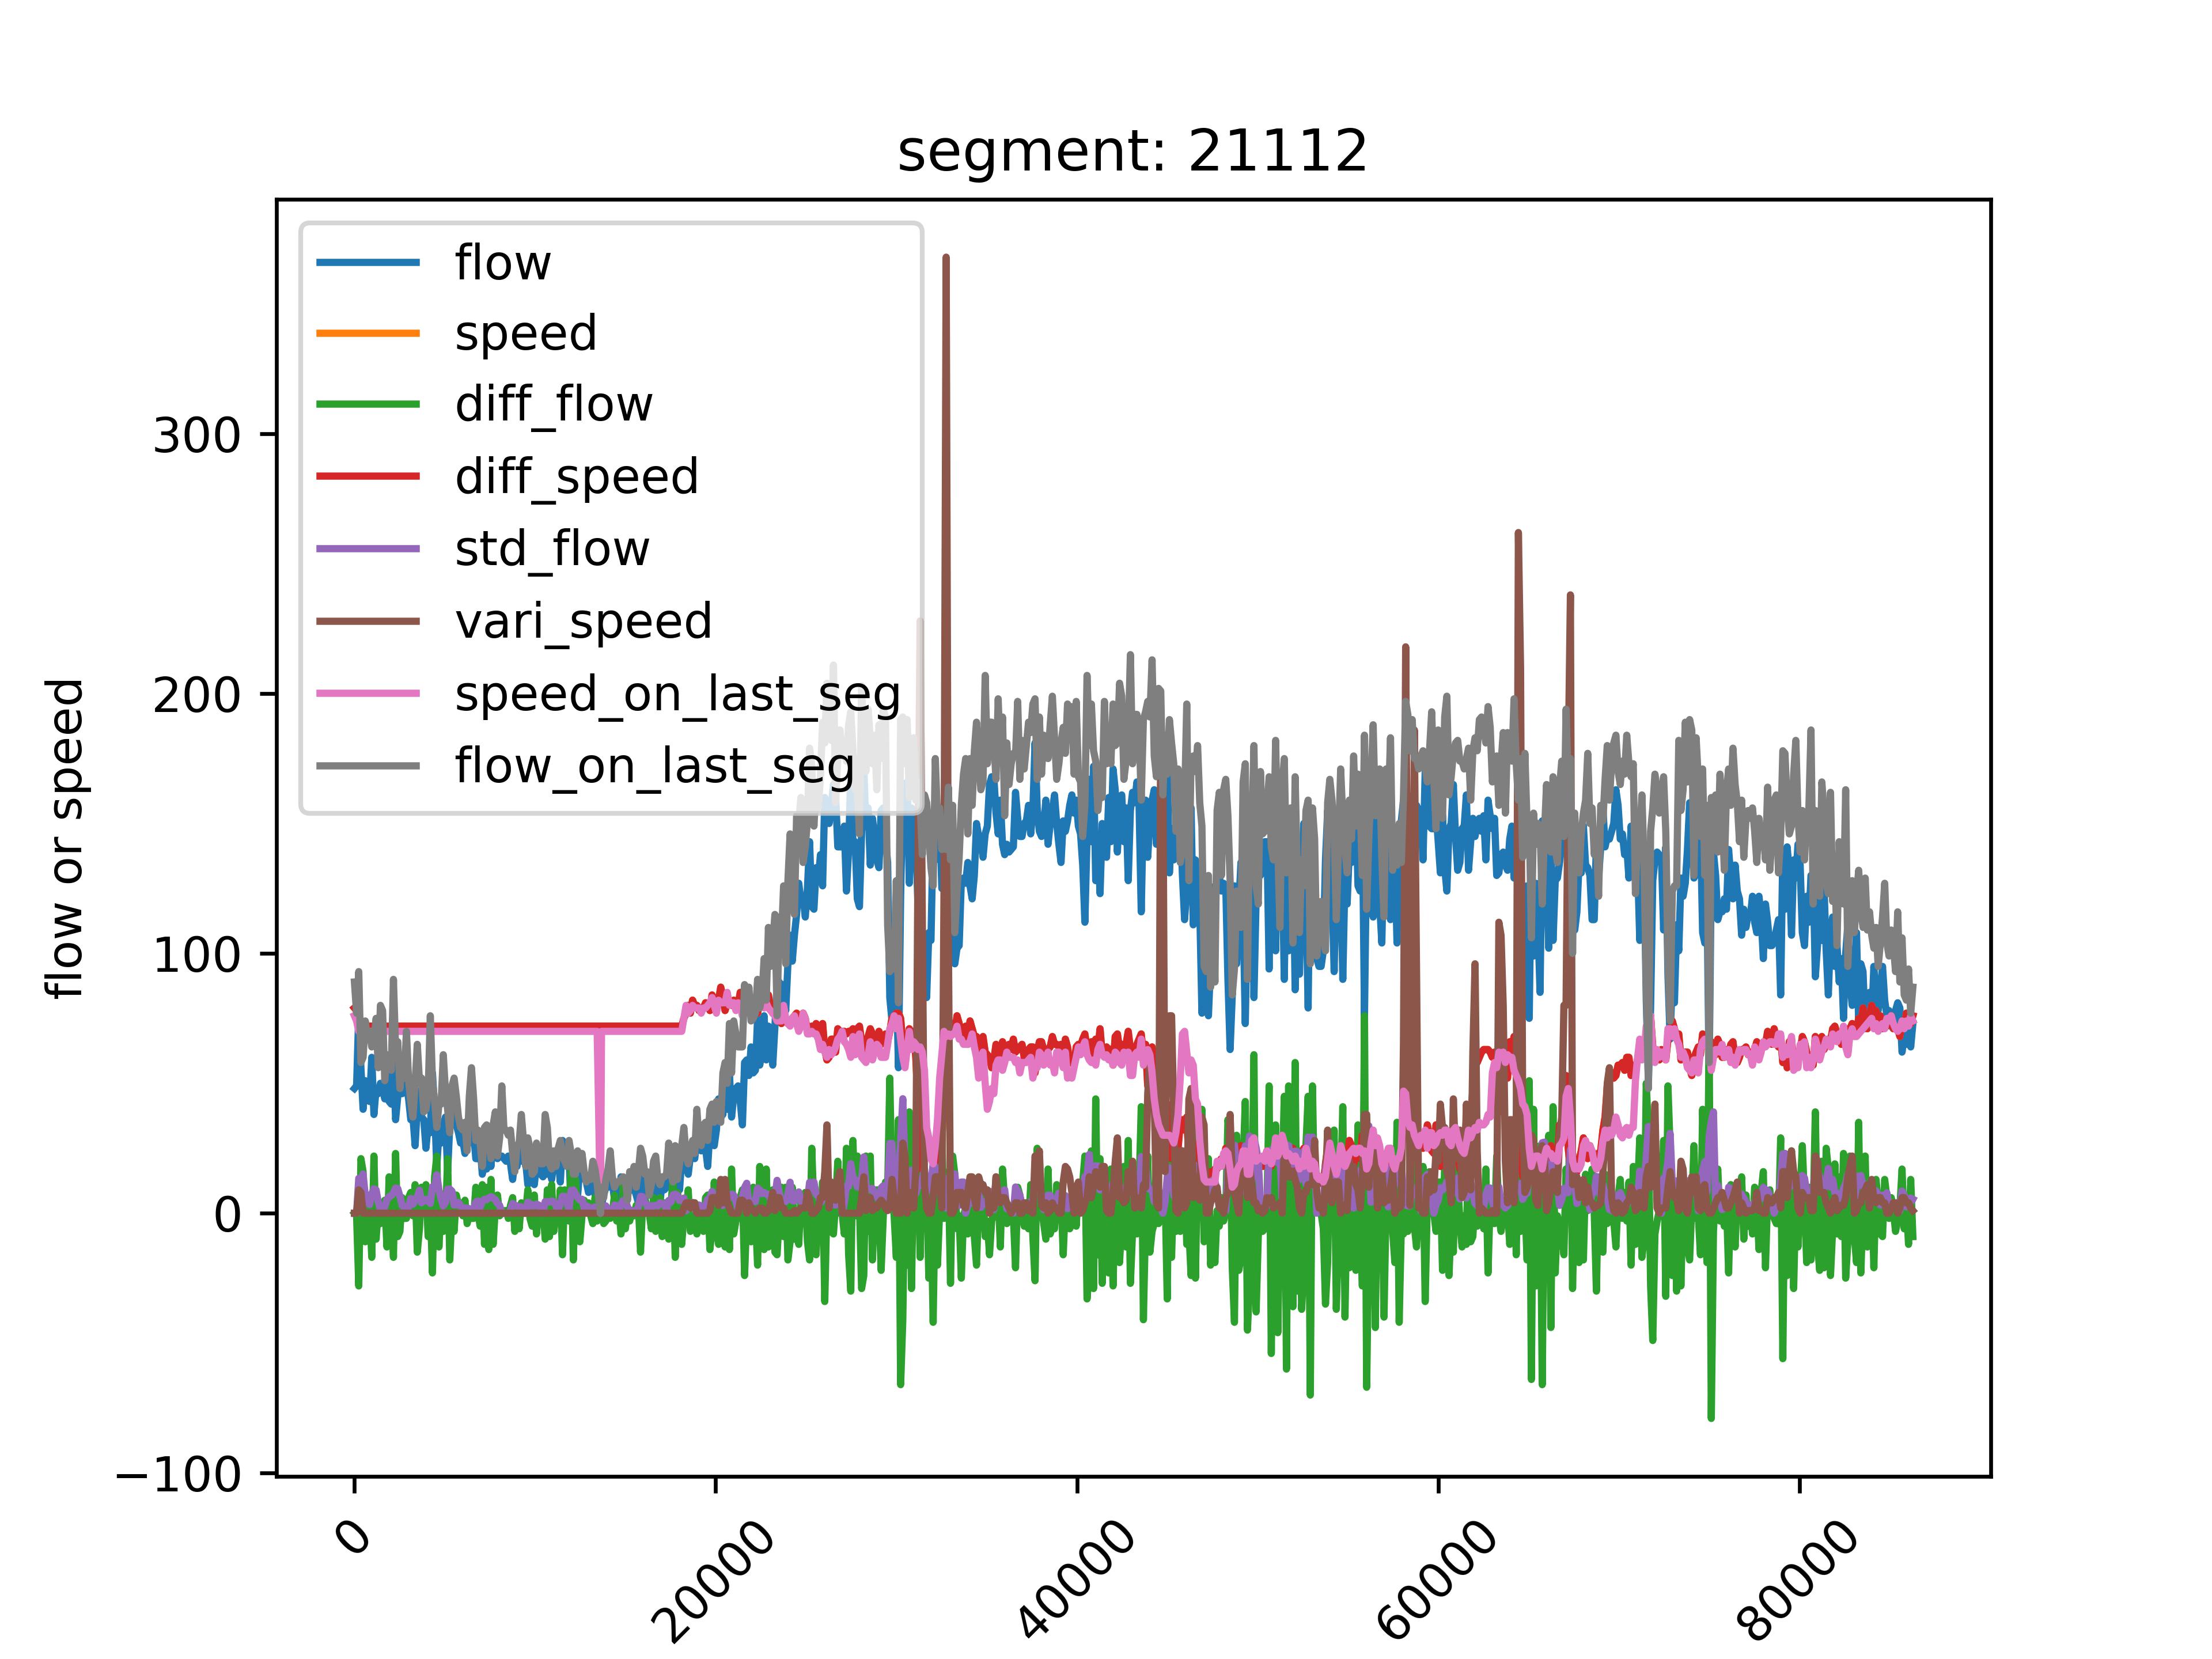 segment: 21112
flow
speed
diff_flow
diff_speed
std_flow
vari_speed
speed_on_last_seg
flow_on_last_seg
flow or speed
300
200
100
0
−100
0
20000
40000
60000
80000